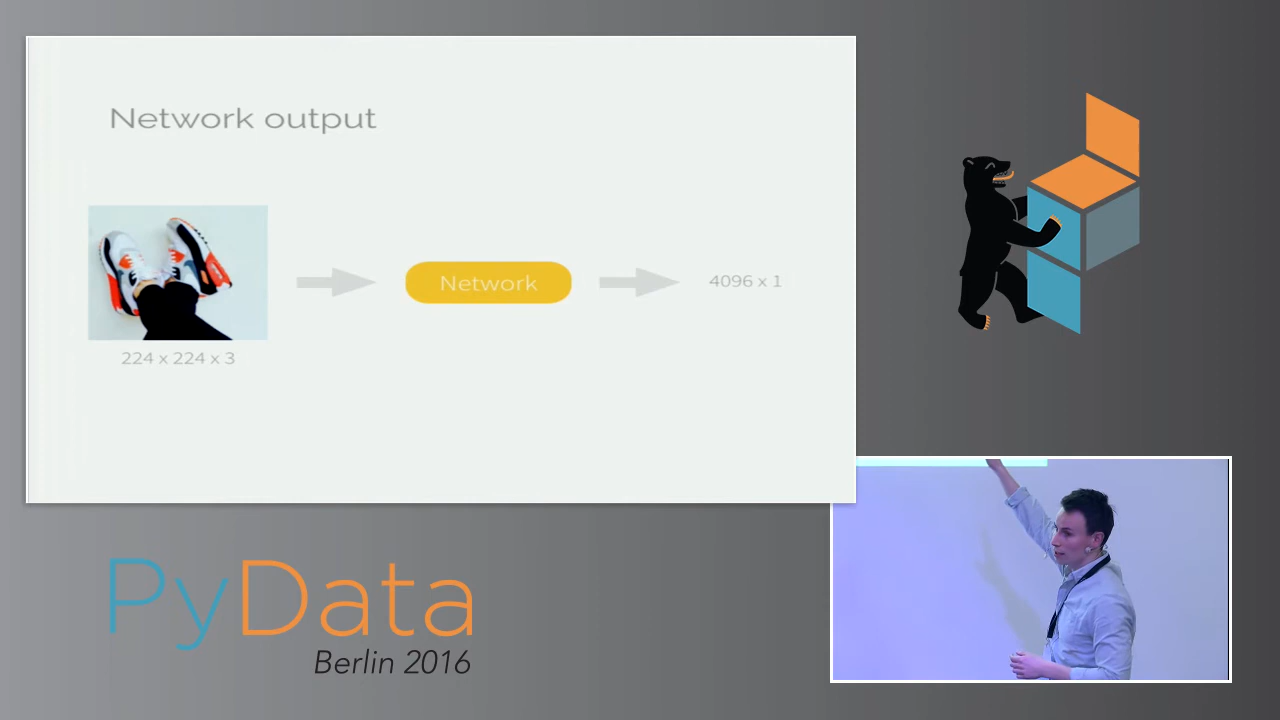 Network output
Network
4096 x 1
224 x 224 x 3
PyData
Berlin 2016